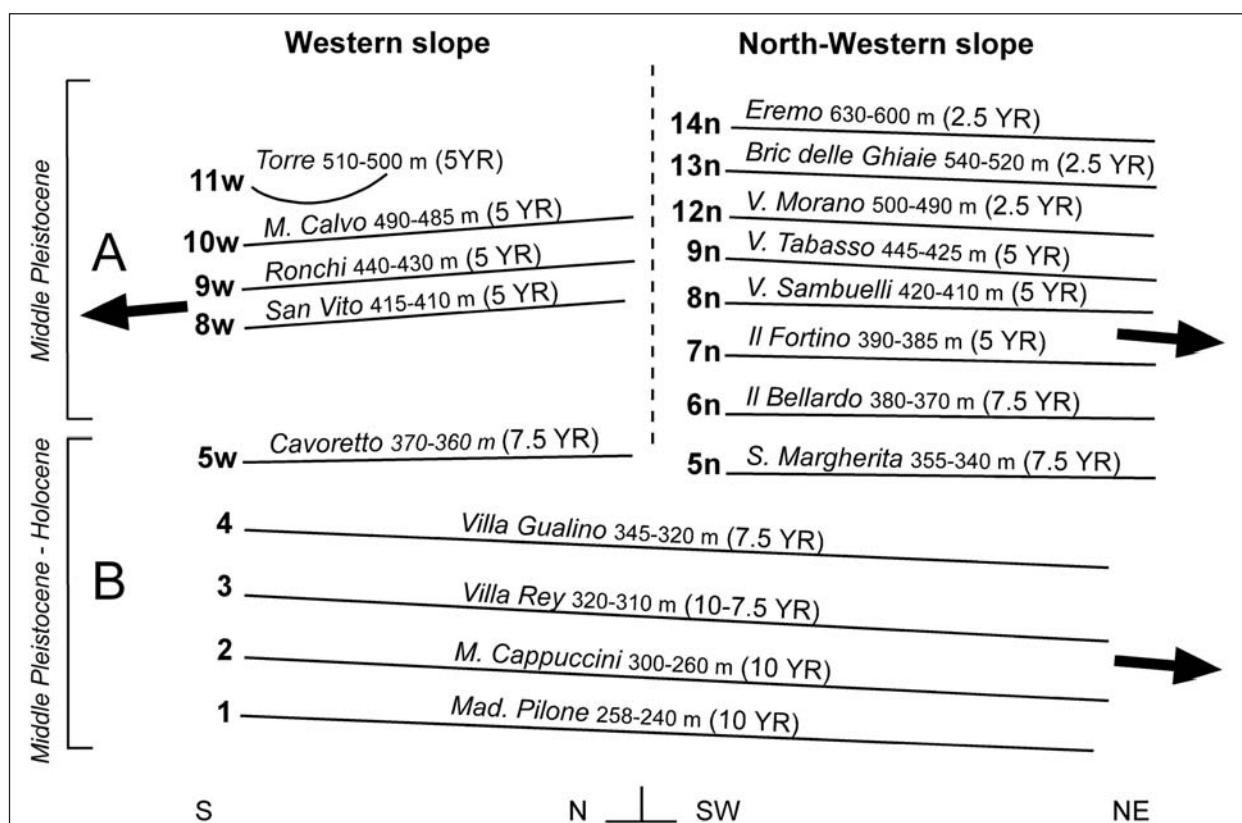 Western slope
North-Western slope
Middle Pleistocene
A
11w Torre 510-500 m (5YR)
10w M. Calvo 490-485 m (5 YR)
9w Ronchi 440-430 m (5 YR)
8w San Vito 415-410 m (5 YR)
14n Eremo 630-600 m (2.5 YR)
13n Bric delle Ghiaie 540-520 m (2.5 YR)
12n V. Morano 500-490 m (2.5 YR)
9n V. Tabasso 445-425 m (5 YR)
8n V. Sambuelli 420-410 m (5 YR)
7n Il Fortino 390-385 m (5 YR)
6n Il Bellardo 380-370 m (7.5 YR)
Middle Pleistocene - Holocene
B
5w Cavoretto 370-360 m (7.5 YR)
5n S. Margherita 355-340 m (7.5 YR)
4 Villa Gualino 345-320 m (7.5 YR)
3 Villa Rey 320-310 m (10-7.5 YR)
2 M. Cappuccini 300-260 m (10 YR)
1 Mad. Pilone 258-240 m (10 YR)
S N SW NE